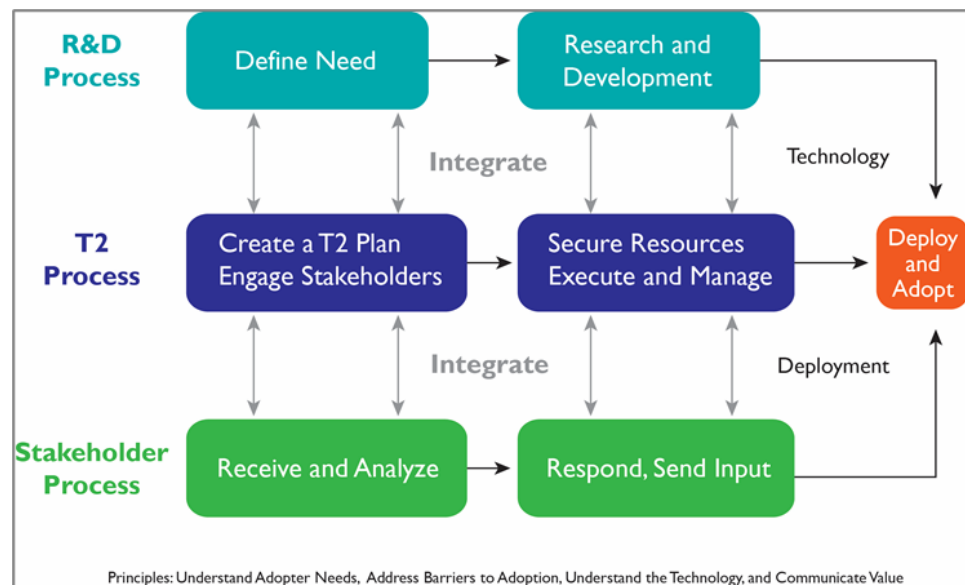 R&D
Process
Define Need
Research and
Development
Integrate
Technology
T2
Process
Create a T2 Plan
Engage Stakeholders
Secure Resources
Execute and Manage
Deploy
and
Adopt
Integrate
Deployment
Stakeholder
Process
Receive and Analyze
Respond, Send Input
Principles: Understand Adopter Needs, Address Barriers to Adoption, Understand the Technology, and Communicate Value